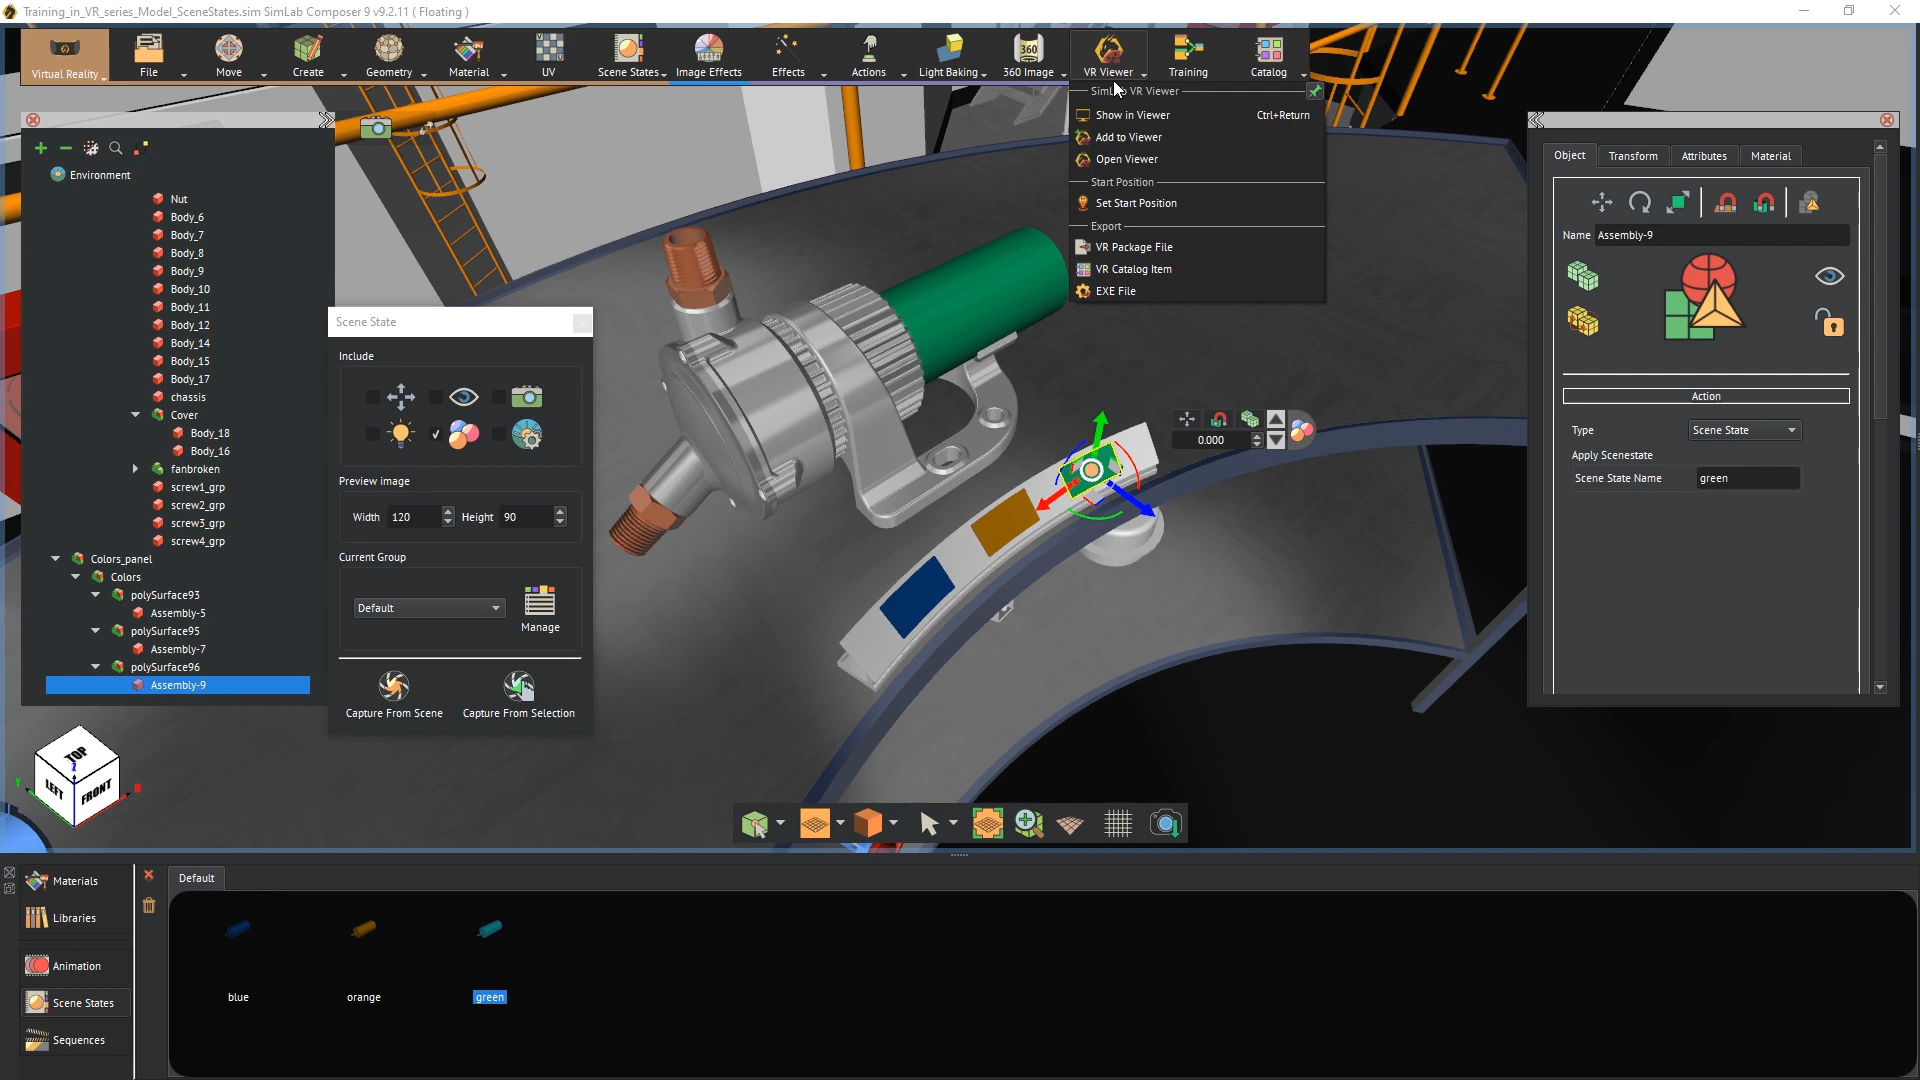 Training_in_VR_series_Model_SceneStates.sim SimLab Composer 9 v9.2.11 ( Floating )
Virtual Reality
File
Move
Create
Geometry
Material
UV
Scene States
Image Effects
Effects
Actions
Light Baking
360 Image
360
VR Viewer
Training
Catalog
VR Viewer
Show in Viewer Ctrl+Return
Add to Viewer
Open Viewer
Start Position
Set Start Position
Export
VR Package File
VR Catalog Item
EXE File
Environment
Nut
Body_6
Body_7
Body_8
Body_9
Body_10
Body_11
Body_12
Body_14
Body_15
Body_17
chassis
Cover
Body_18
Body_16
fanbroken
screw1_grp
screw2_grp
screw3_grp
screw4_grp
Colors_panel
Colors
polySurface93
Assembly-5
polySurface95
Assembly-7
polySurface96
Assembly-9
Scene State
Include
Preview image
Width 120 Height 90
Current Group
Default
Manage
Capture From Scene Capture From Selection
0.000
Object Transform Attributes Material
Name Assembly-9
Action
Type Scene State
Apply Scenestate
Scene State Name green
TOP
LEFT
FRONT
Z
Y
Materials
Libraries
Animation
Scene States
Sequences
Default
blue
orange
green